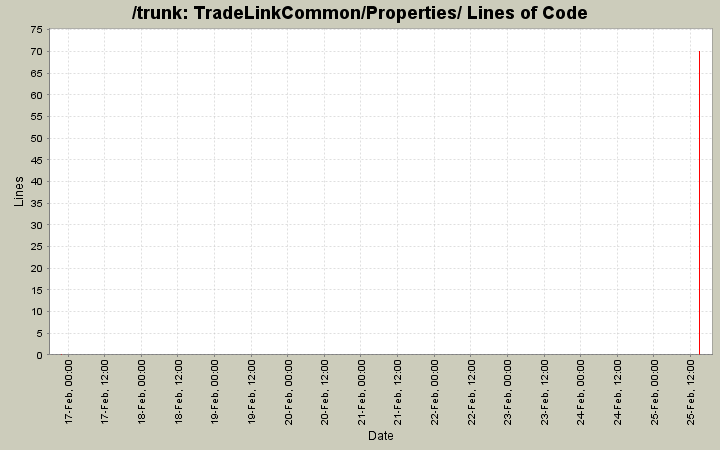 /trunk: TradeLinkCommon/Properties/ Lines of Code
75
70
65
60
55
50
45
40
35
30
25
20
15
10
5
0
Lines
17-Feb, 00:00
17-Feb, 12:00
18-Feb, 00:00
18-Feb, 12:00
19-Feb, 00:00
19-Feb, 12:00
20-Feb, 00:00
20-Feb, 12:00
21-Feb, 00:00
21-Feb, 12:00
22-Feb, 00:00
22-Feb, 12:00
23-Feb, 00:00
23-Feb, 12:00
24-Feb, 00:00
24-Feb, 12:00
25-Feb, 00:00
25-Feb, 12:00
Date